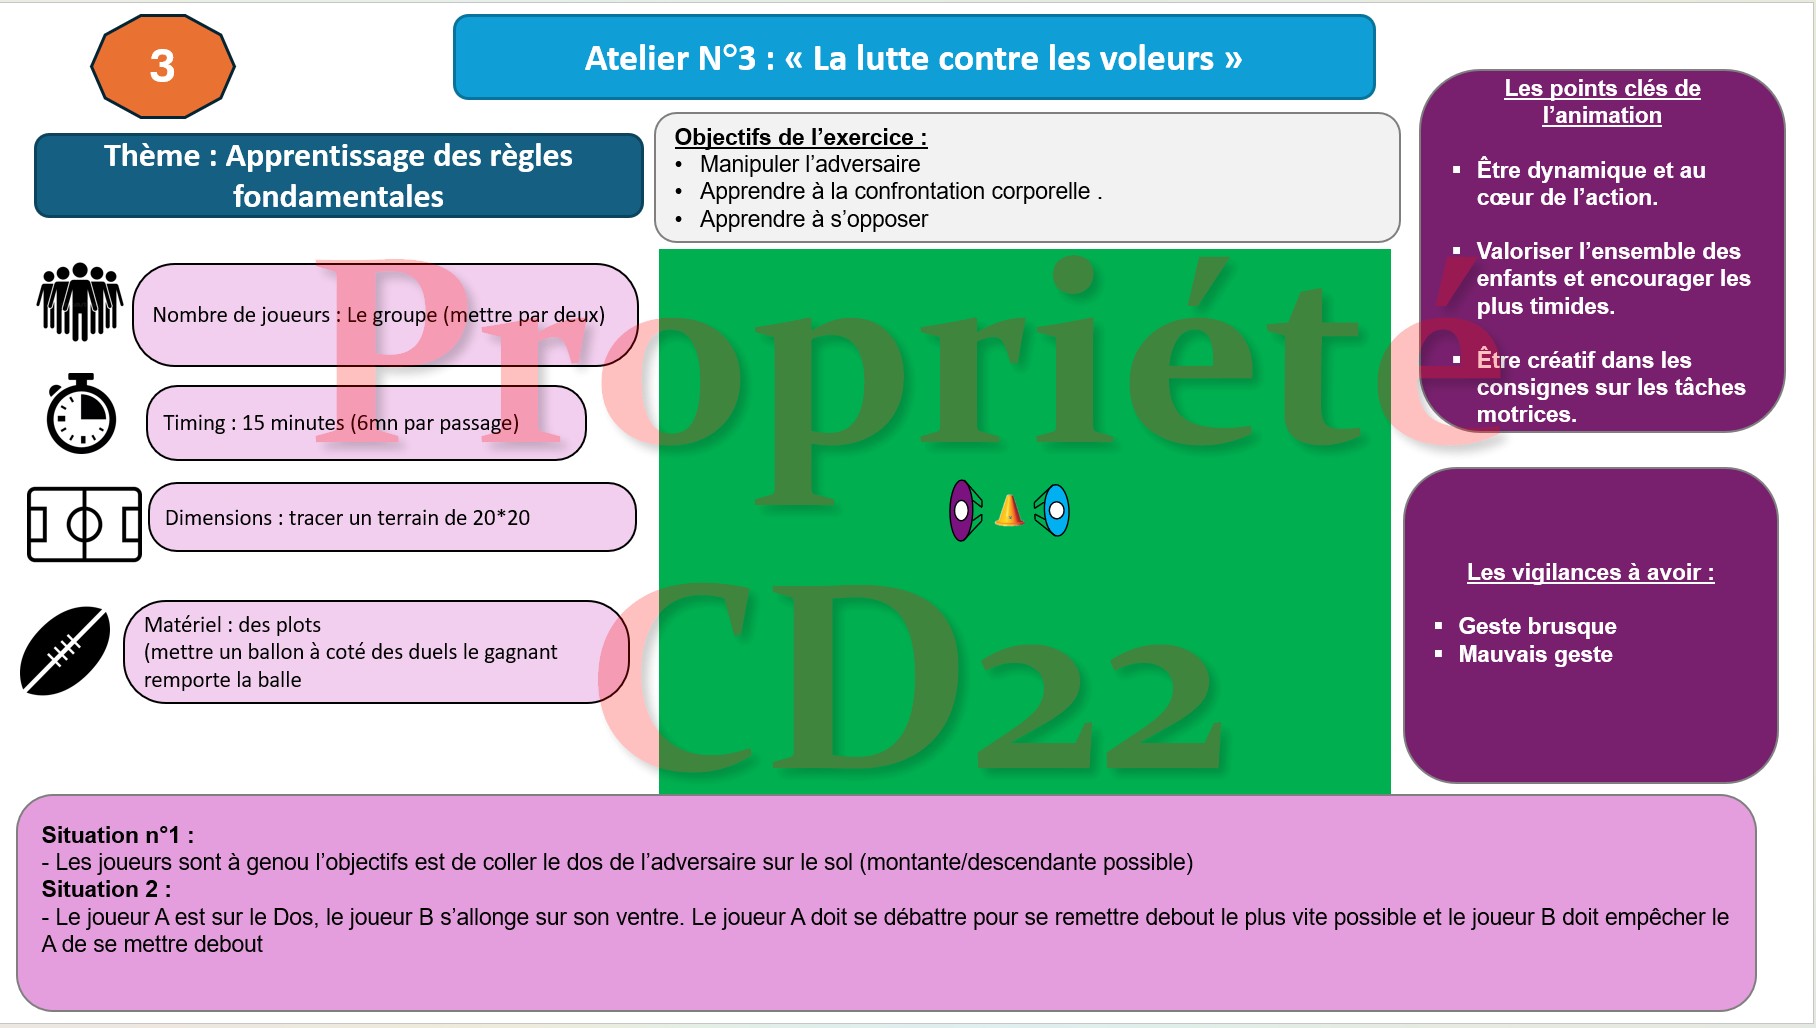 3
Atelier N°3 : « La lutte contre les voleurs »
Thème : Apprentissage des règles
fondamentales
Objectifs de l’exercice :
• Manipuler l’adversaire
• Apprendre à la confrontation corporelle .
• Apprendre à s’opposer
Les points clés de
l’animation
▪ Être dynamique et au
cœur de l’action.
▪ Valoriser l’ensemble des
enfants et encourager les
plus timides.
▪ Être créatif dans les
consignes sur les tâches
motrices.
Nombre de joueurs : Le groupe (mettre par deux)
Timing : 15 minutes (6mn par passage)
Dimensions : tracer un terrain de 20*20
Matériel : des plots
(mettre un ballon à coté des duels le gagnant
remporte la balle
Propriété
CD22
Les vigilances à avoir :
▪ Geste brusque
▪ Mauvais geste
Situation n°1 :
- Les joueurs sont à genou l’objectifs est de coller le dos de l’adversaire sur le sol (montante/descendante possible)
Situation 2 :
- Le joueur A est sur le Dos, le joueur B s’allonge sur son ventre. Le joueur A doit se débattre pour se remettre debout le plus vite possible et le joueur B doit empêcher le
A de se mettre debout